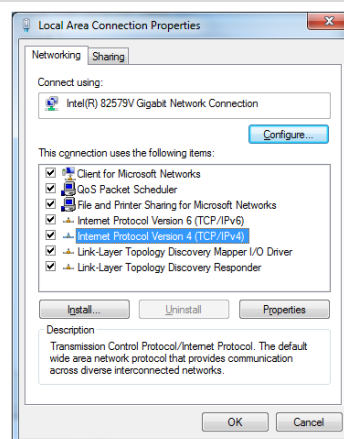 Local Area Connection Properties
Networking Sharing
Connect using:
Intel(R) 82579V Gigabit Network Connection
Configure...
This connection uses the following items:
Client for Microsoft Networks
QoS Packet Scheduler
File and Printer Sharing for Microsoft Networks
Internet Protocol Version 6 (TCP/IPv6)
Internet Protocol Version 4 (TCP/IPv4)
Link-Layer Topology Discovery Mapper I/O Driver
Link-Layer Topology Discovery Responder
Install... Uninstall Properties
Description
Transmission Control Protocol/Internet Protocol. The default
wide area network protocol that provides communication
across diverse interconnected networks.
OK Cancel